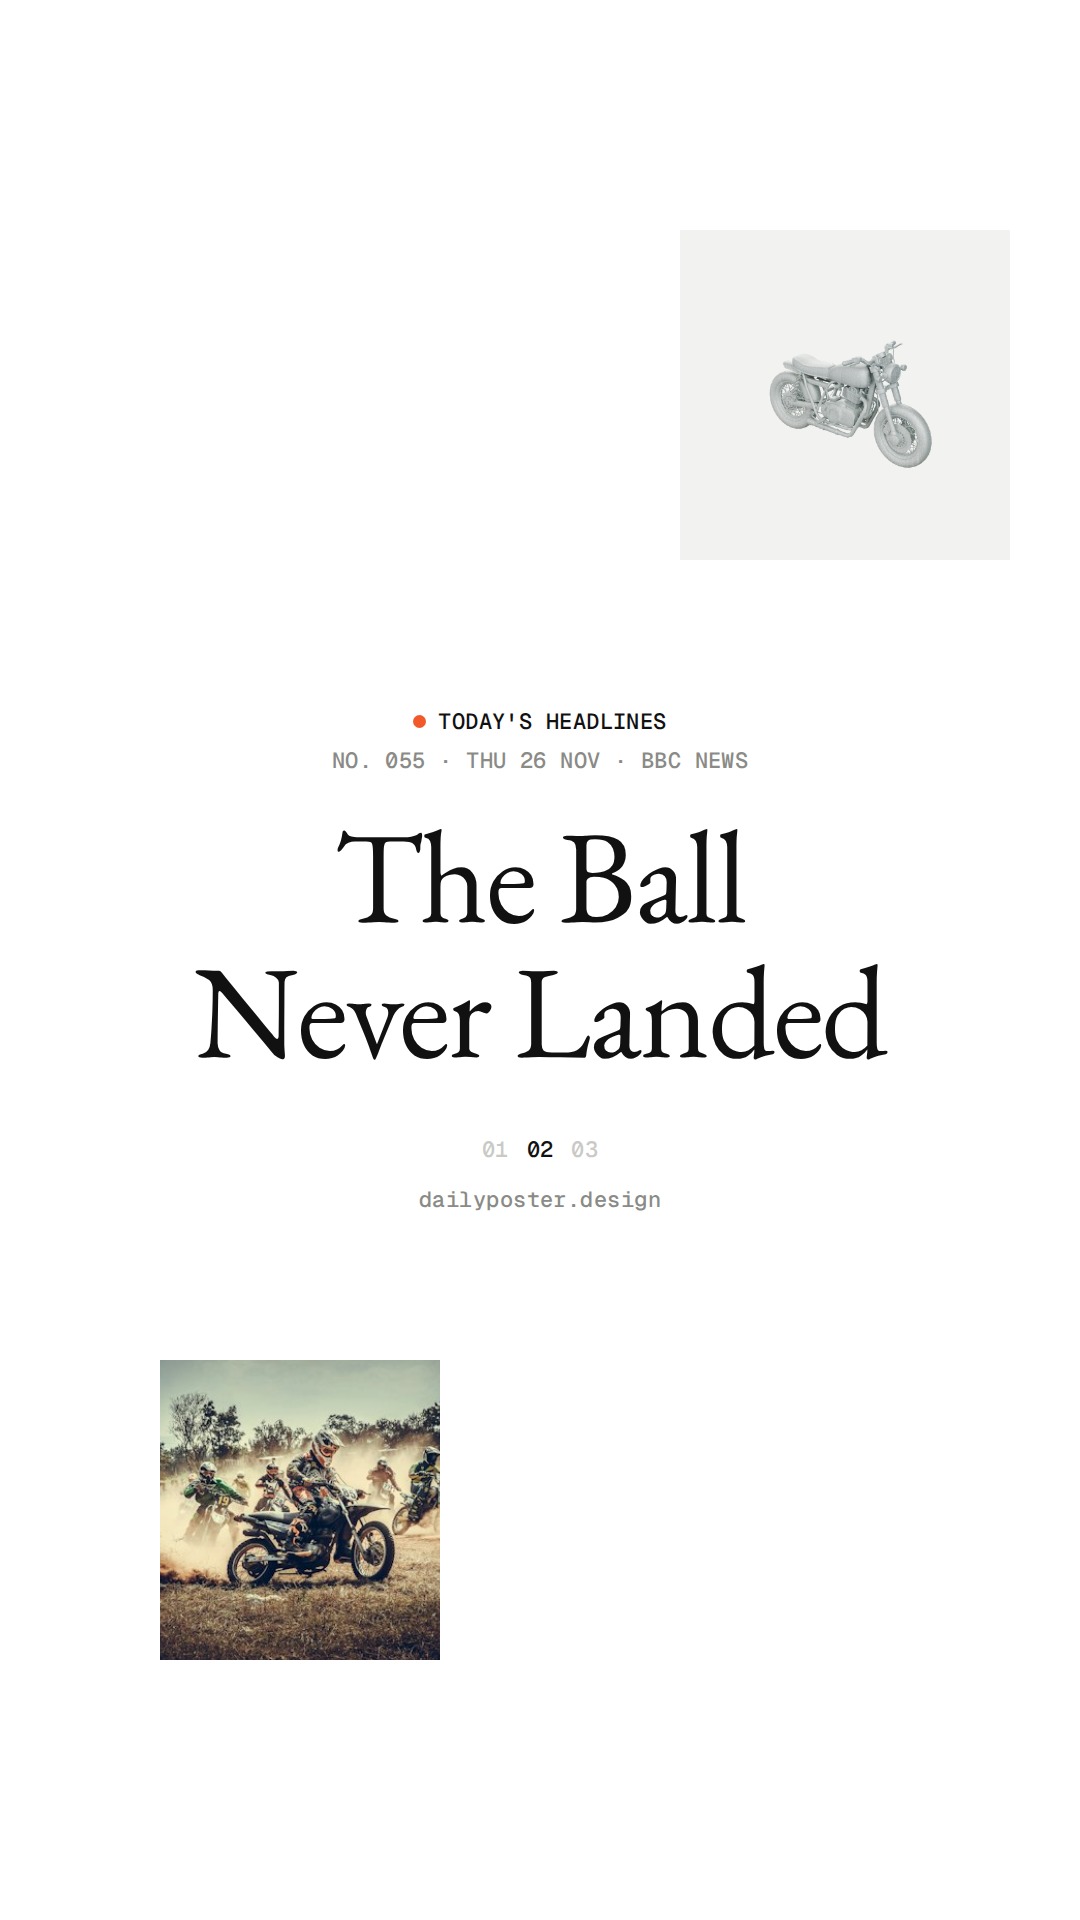 TODAY'S HEADLINES
NO. 055 · THU 26 NOV · BBC NEWS
The Ball
Never Landed
01 02 03
dailyposter.design